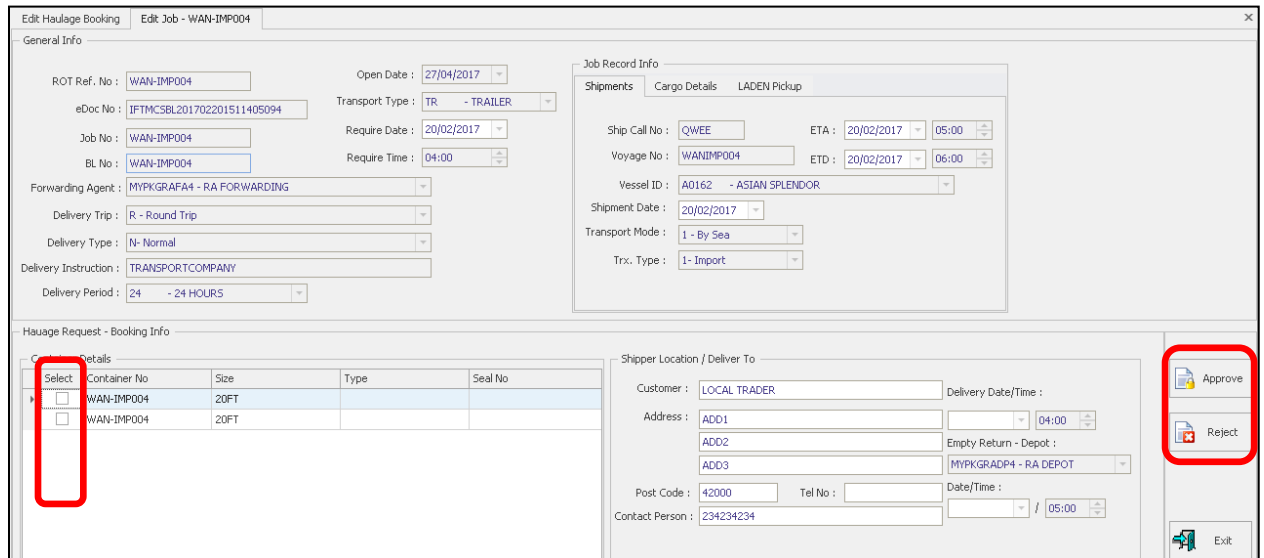 Edit Haulage Booking Edit Job - WAN-IMP004
General Info
ROT Ref. No : WAN-IMP004
eDoc No : IFTMCSBL201702201511405094
Job No : WAN-IMP004
BL No : WAN-IMP004
Forwarding Agent : MYPKGRAFA4 - RA FORWARDING
Delivery Trip : R - Round Trip
Delivery Type : N- Normal
Delivery Instruction : TRANSPORTCOMPANY
Delivery Period : 24 - 24 HOURS
Open Date : 27/04/2017
Transport Type : TR - TRAILER
Require Date : 20/02/2017
Require Time : 04:00
Job Record Info
Shipments Cargo Details LADEN Pickup
Ship Call No : QWEE ETA : 20/02/2017 05:00
Voyage No : WANIMP004 ETD : 20/02/2017 06:00
Vessel ID : A0162 - ASIAN SPLENDOR
Shipment Date : 20/02/2017
Transport Mode : 1 - By Sea
Trx. Type : 1- Import
Hauage Request - Booking Info
Details
Select Container No Size Type Seal No
WAN-IMP004 20FT
WAN-IMP004 20FT
Shipper Location / Deliver To
Customer : LOCAL TRADER
Address : ADD1
ADD2
ADD3
Post Code : 42000 Tel No :
Contact Person : 234234234
Delivery Date/Time :
04:00
Empty Return - Depot :
MYPKGRADP4 - RA DEPOT
Date/Time :
/ 05:00
Approve
Reject
Exit